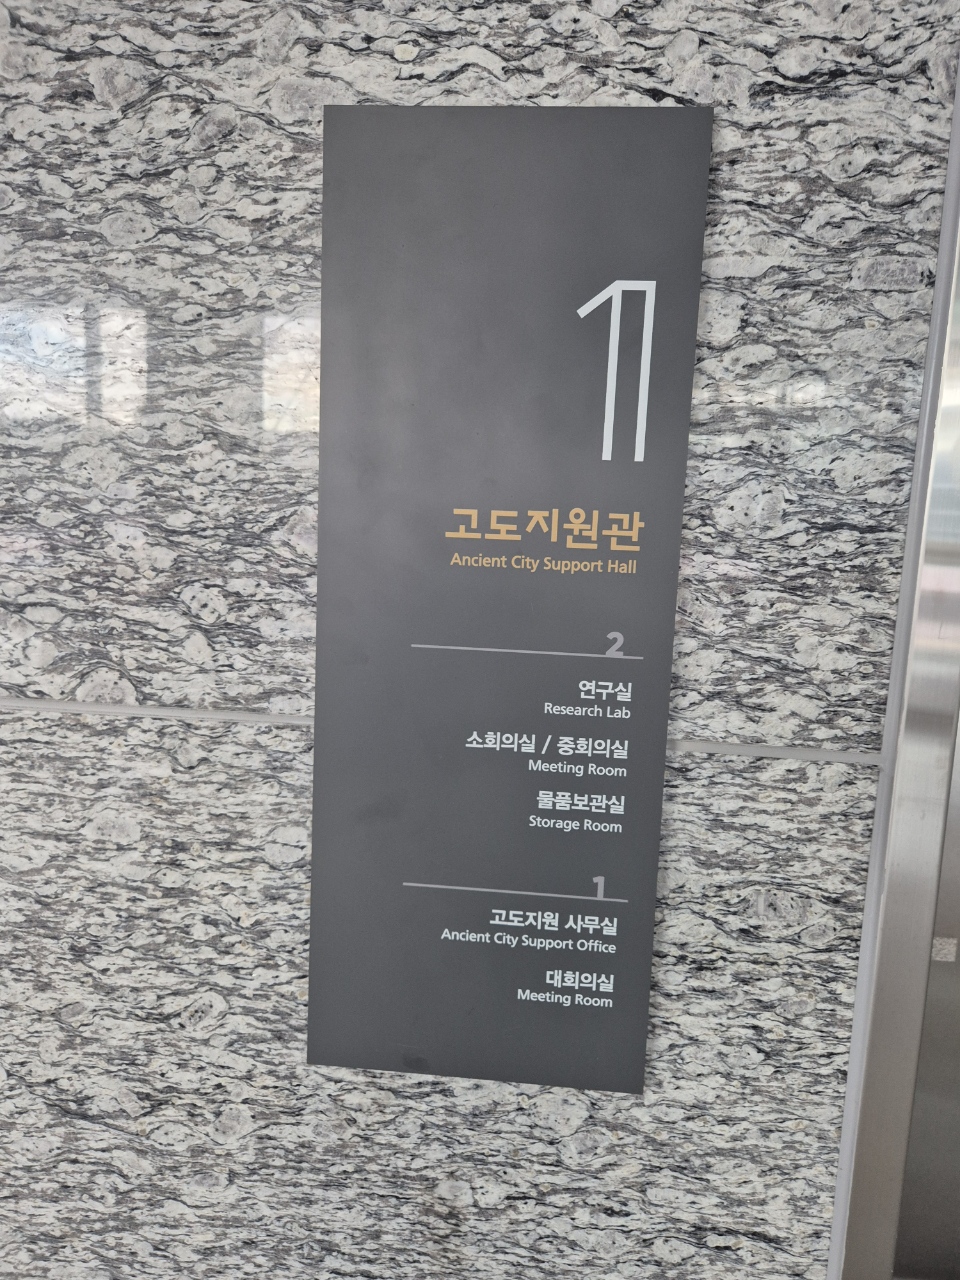 1
고도지원관
Ancient City Support Hall
2
연구실
Research Lab
소회의실 / 중회의실
Meeting Room
물품보관실
Storage Room
1
고도지원 사무실
Ancient City Support Office
대회의실
Meeting Room